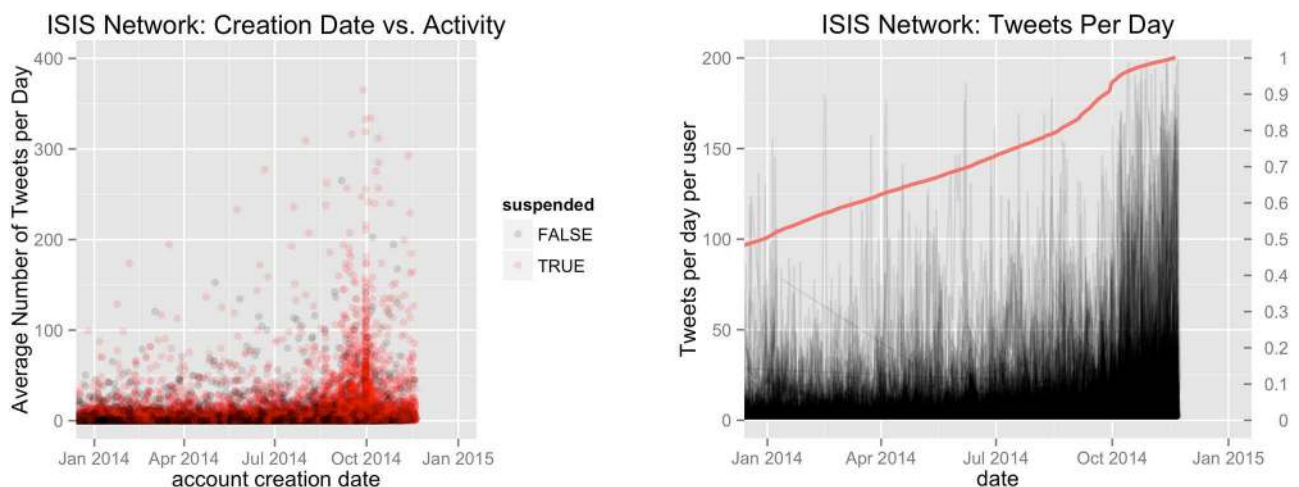 ISIS Network: Creation Date vs. Activity
Average Number of Tweets per Day
400
300
200
100
0
Jan 2014 Apr 2014 Jul 2014 Oct 2014 Jan 2015
account creation date
suspended
FALSE
TRUE
ISIS Network: Tweets Per Day
Tweets per day per user
200
150
100
50
0
1
0.9
0.8
0.7
0.6
0.5
0.4
0.3
0.2
0.1
0
Jan 2014 Apr 2014 Jul 2014 Oct 2014 Jan 2015
date